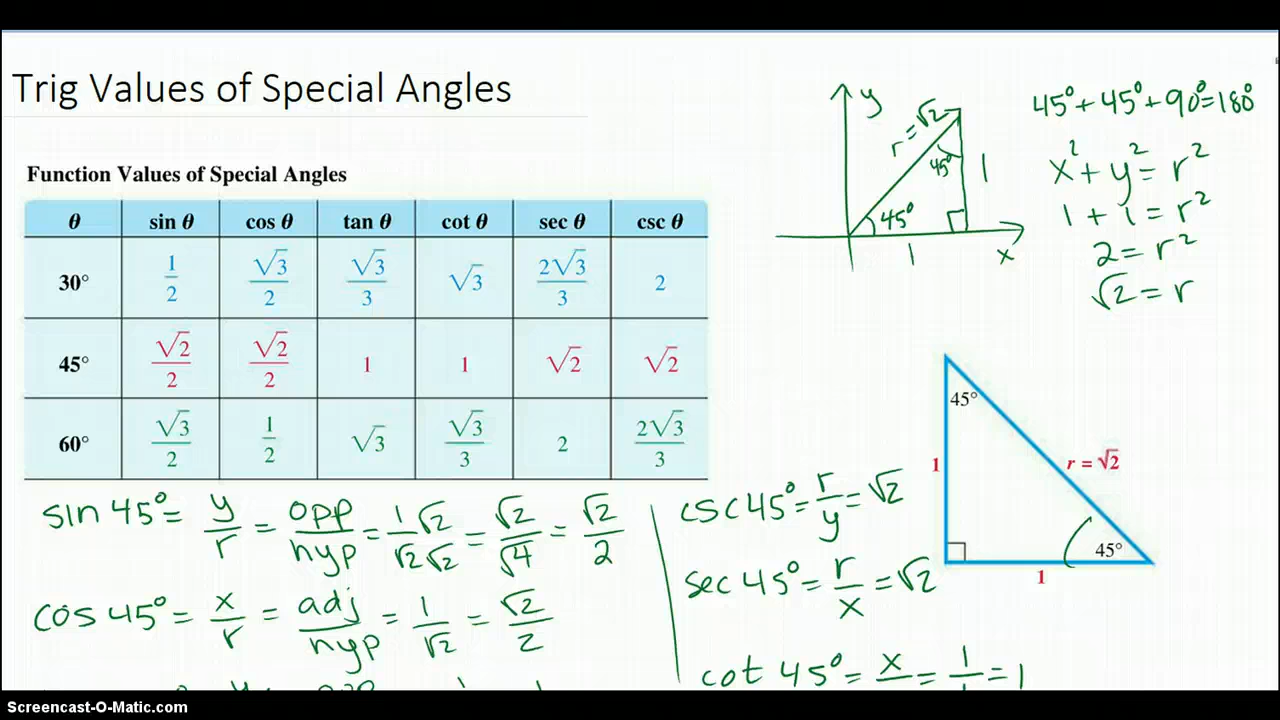 Trig Values of Special Angles
Function Values of Special Angles
θ sin θ cos θ tan θ cot θ sec θ csc θ
30° 1/2 √3/2 √3/3 √3 2√3/3 2
45° √2/2 √2/2 1 1 √2 √2
60° √3/2 1/2 √3 √3/3 2 2√3/3
sin 45° = y/r = opp/hyp = 1√2/√2√2 = √2/√4 = √2/2
cos 45° = x/r = adj/hyp = 1/√2 = √2/2
y
r = √2
45°
1
45°
1
x
45° + 45° + 90° = 180°
x² + y² = r²
1 + 1 = r²
2 = r²
√2 = r
45°
1
r = √2
45°
1
csc 45° = r/y = √2
sec 45° = r/x = √2
cot 45° = x/ = 1/1 = 1
Screencast-O-Matic.com